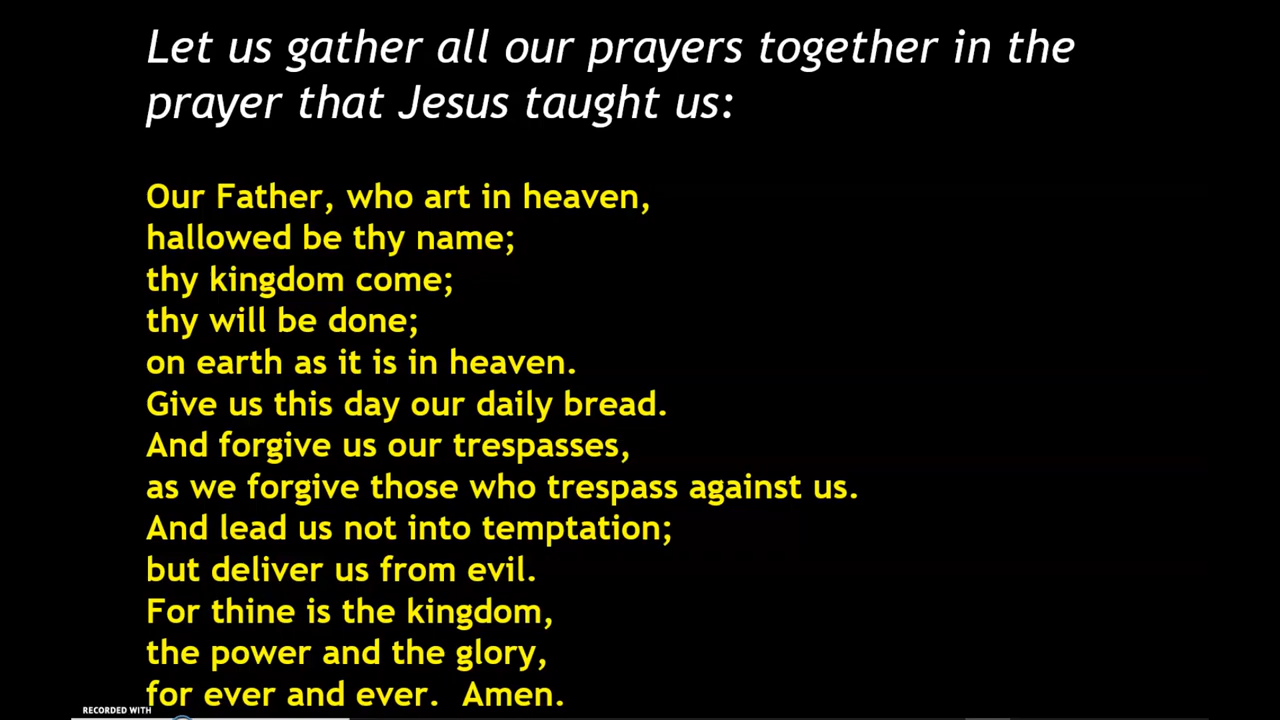 Let us gather all our prayers together in the
prayer that Jesus taught us:
Our Father, who art in heaven,
hallowed be thy name;
thy kingdom come;
thy will be done;
on earth as it is in heaven.
Give us this day our daily bread.
And forgive us our trespasses,
as we forgive those who trespass against us.
And lead us not into temptation;
but deliver us from evil.
For thine is the kingdom,
the power and the glory,
for ever and ever.  Amen.
RECORDED WITH